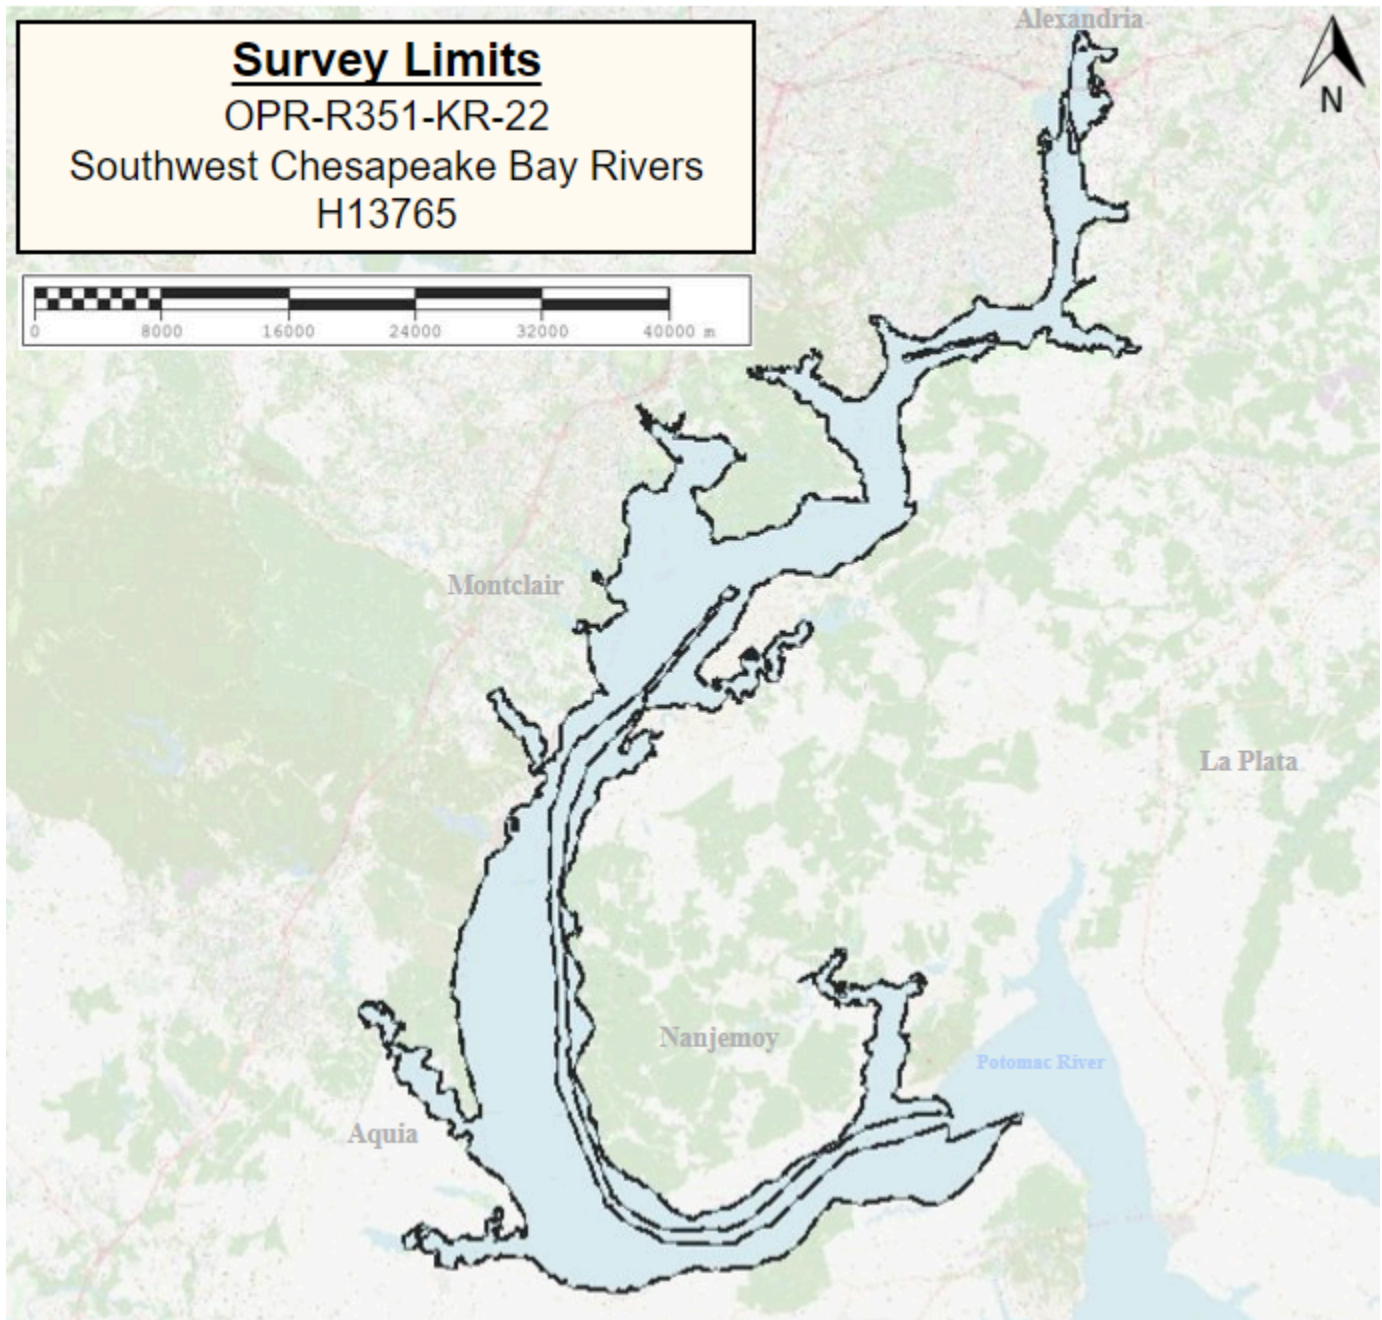 Alexandria
Survey Limits
OPR-R351-KR-22
Southwest Chesapeake Bay Rivers
H13765
N
0 8000 16000 24000 32000 40000 m
Montclair
La Plata
Nanjemoy
Potomac River
Aquia